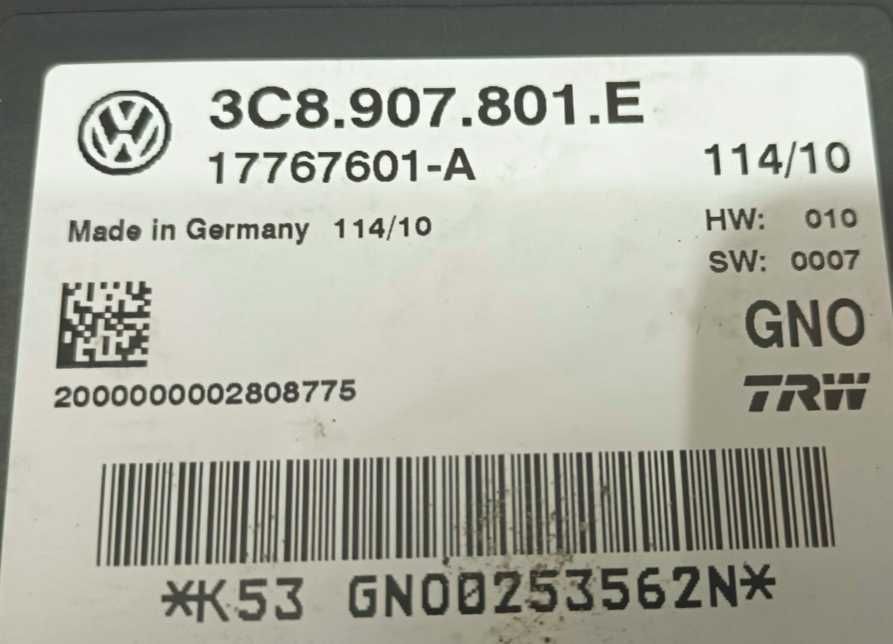 3C8.907.801.E
17767601-A 114/10
Made in Germany 114/10
HW: 010
SW: 0007
GNO
2000000002808775
TRW
*K53 GNO00253562N*